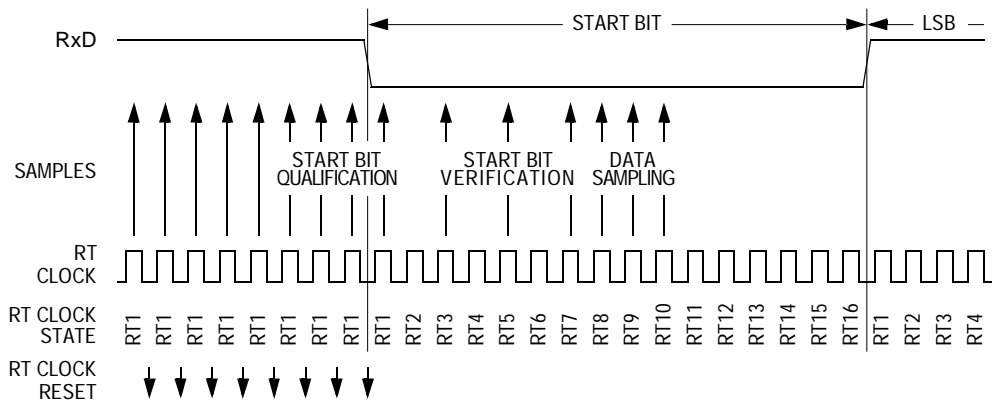 START BIT
LSB
RxD
SAMPLES
START BIT
QUALIFICATION
START BIT
VERIFICATION
DATA
SAMPLING
RT
CLOCK
RT CLOCK
STATE
RT1 RT1 RT1 RT1 RT1 RT1 RT1 RT1 RT1 RT2 RT3 RT4 RT5 RT6 RT7 RT8 RT9 RT10 RT11 RT12 RT13 RT14 RT15 RT16 RT1 RT2 RT3 RT4
RT CLOCK
RESET